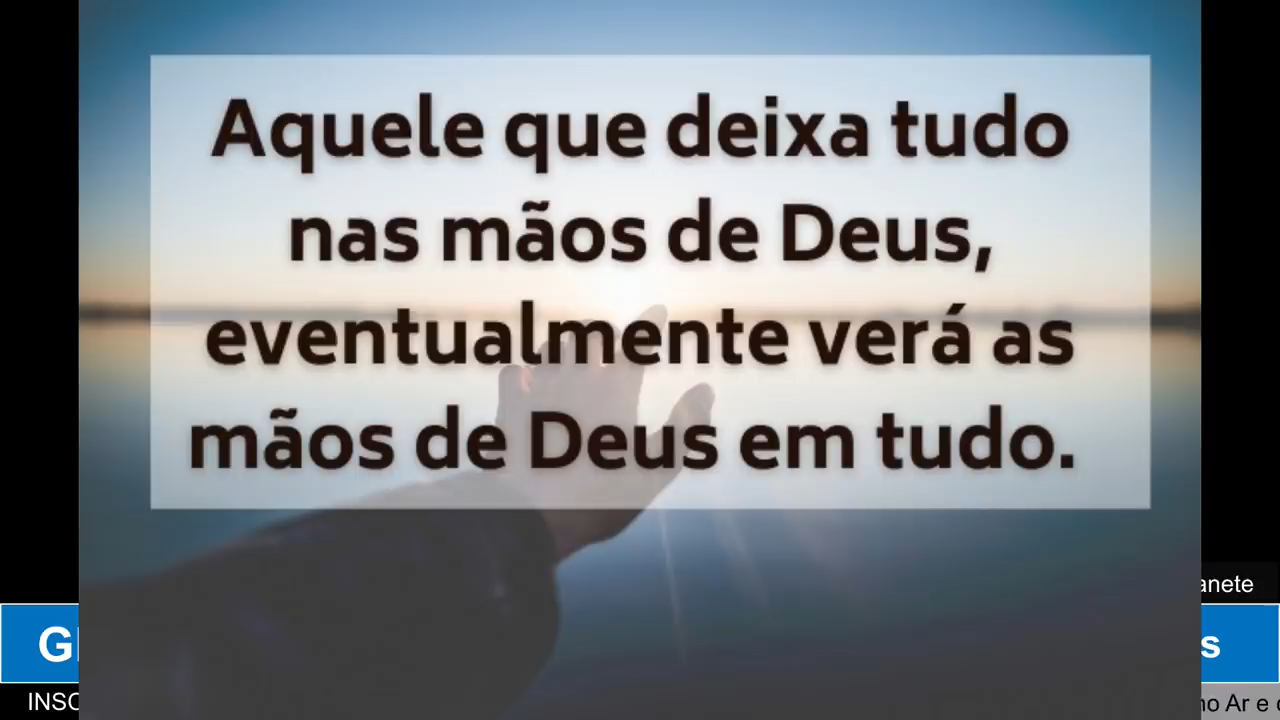 Aquele que deixa tudo
nas mãos de Deus,
eventualmente verá as
mãos de Deus em tudo.